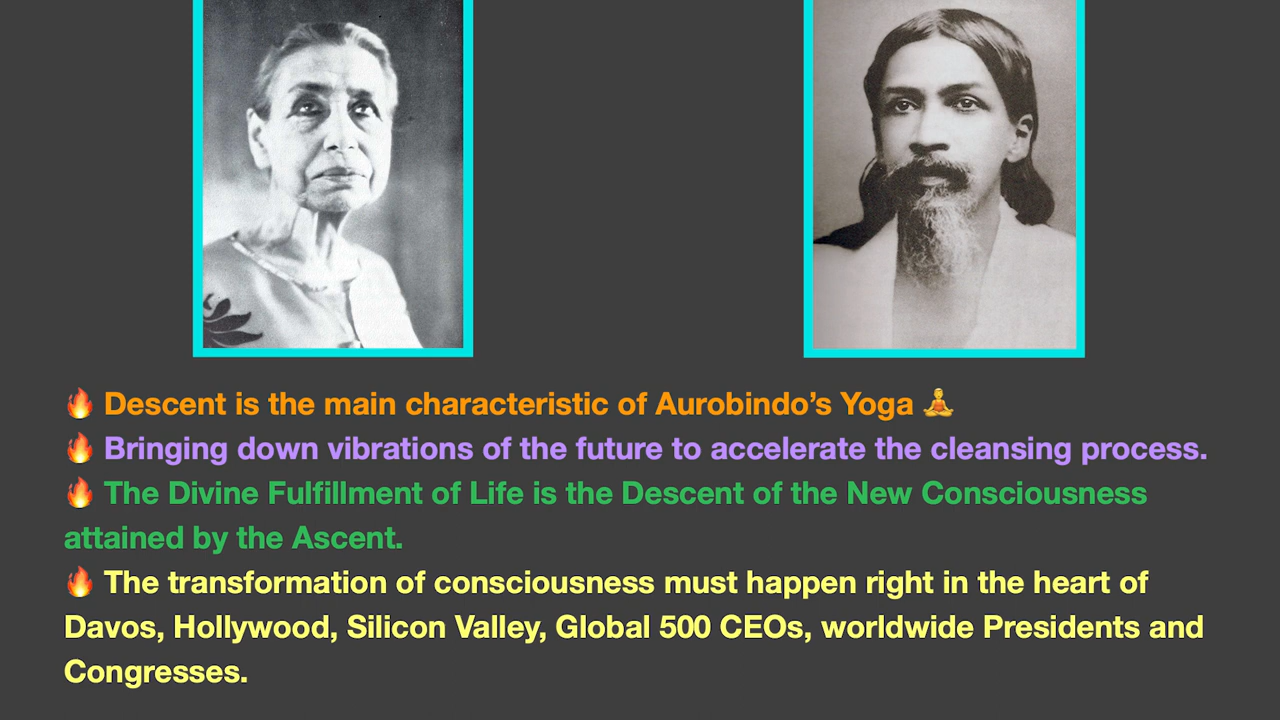 🔥 Descent is the main characteristic of Aurobindo’s Yoga 🧘
🔥 Bringing down vibrations of the future to accelerate the cleansing process.
🔥 The Divine Fulfillment of Life is the Descent of the New Consciousness
attained by the Ascent.
🔥 The transformation of consciousness must happen right in the heart of
Davos, Hollywood, Silicon Valley, Global 500 CEOs, worldwide Presidents and
Congresses.